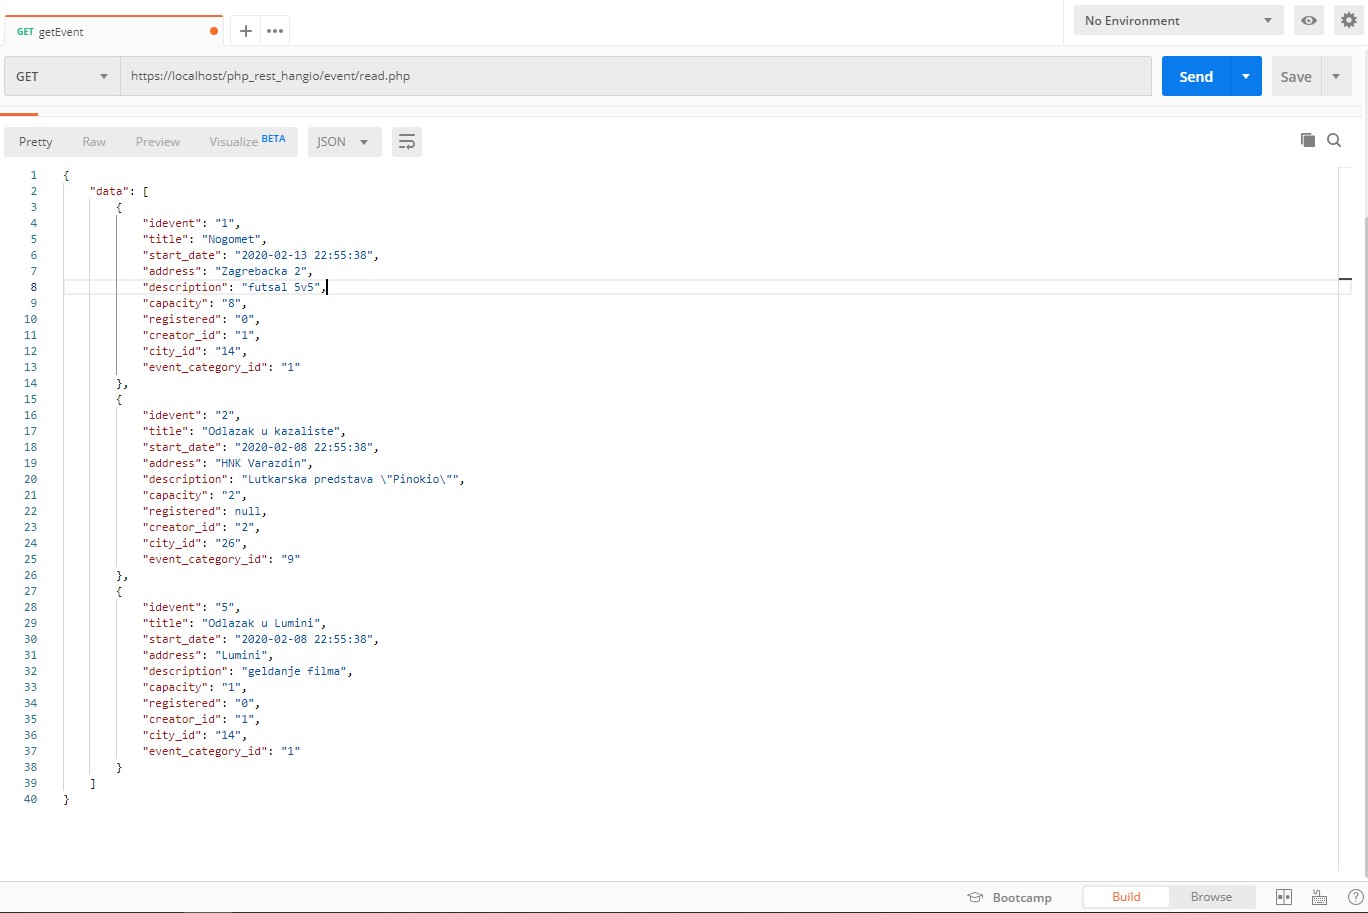 GET getEvent
No Environment
GET https://localhost/php_rest_hangio/event/read.php Send Save
Pretty Raw Preview Visualize BETA JSON
1 {
2 "data": [
3 {
4 "idevent": "1",
5 "title": "Nogomet",
6 "start_date": "2020-02-13 22:55:38",
7 "address": "Zagrebacka 2",
8 "description": "futsal 5v5",
9 "capacity": "8",
10 "registered": "0",
11 "creator_id": "1",
12 "city_id": "14",
13 "event_category_id": "1"
14 },
15 {
16 "idevent": "2",
17 "title": "Odlazak u kazaliste",
18 "start_date": "2020-02-08 22:55:38",
19 "address": "HNK Varazdin",
20 "description": "Lutkarska predstava \"Pinokio\"",
21 "capacity": "2",
22 "registered": null,
23 "creator_id": "2",
24 "city_id": "26",
25 "event_category_id": "9"
26 },
27 {
28 "idevent": "5",
29 "title": "Odlazak u Lumini",
30 "start_date": "2020-02-08 22:55:38",
31 "address": "Lumini",
32 "description": "geldanje filma",
33 "capacity": "1",
34 "registered": "0",
35 "creator_id": "1",
36 "city_id": "14",
37 "event_category_id": "1"
38 }
39 ]
40 }
Bootcamp Build Browse